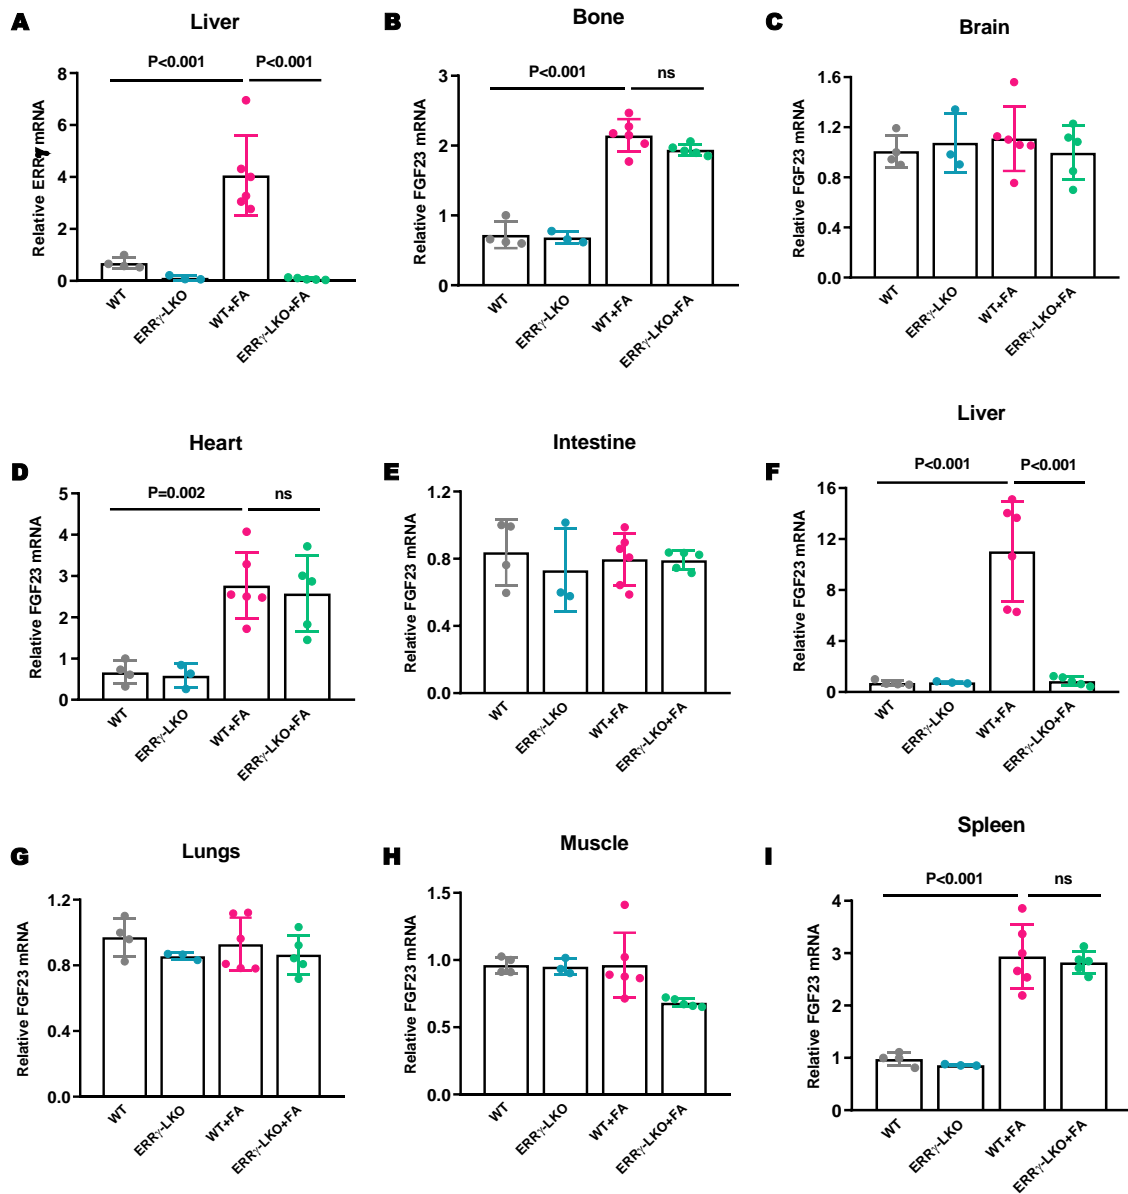 A
Liver
P<0.001
P<0.001
Relative ERRγ mRNA
8
6
4
2
0
WT
ERRγ-LKO
WT+FA
ERRγ-LKO+FA
B
Bone
P<0.001
ns
Relative FGF23 mRNA
3
2
1
0
WT
ERRγ-LKO
WT+FA
ERRγ-LKO+FA
C
Brain
Relative FGF23 mRNA
1.6
1.2
0.8
0.4
0.0
WT
ERRγ-LKO
WT+FA
ERRγ-LKO+FA
D
Heart
P=0.002
ns
Relative FGF23 mRNA
5
4
3
2
1
0
WT
ERRγ-LKO
WT+FA
ERRγ-LKO+FA
E
Intestine
Relative FGF23 mRNA
1.2
0.8
0.4
0.0
WT
ERRγ-LKO
WT+FA
ERRγ-LKO+FA
F
Liver
P<0.001
P<0.001
Relative FGF23 mRNA
16
12
8
4
0
WT
ERRγ-LKO
WT+FA
ERRγ-LKO+FA
G
Lungs
Relative FGF23 mRNA
1.2
0.8
0.4
0.0
WT
ERRγ-LKO
WT+FA
ERRγ-LKO+FA
H
Muscle
Relative FGF23 mRNA
1.5
1.0
0.5
0.0
WT
ERRγ-LKO
WT+FA
ERRγ-LKO+FA
I
Spleen
P<0.001
ns
Relative FGF23 mRNA
4
3
2
1
0
WT
ERRγ-LKO
WT+FA
ERRγ-LKO+FA